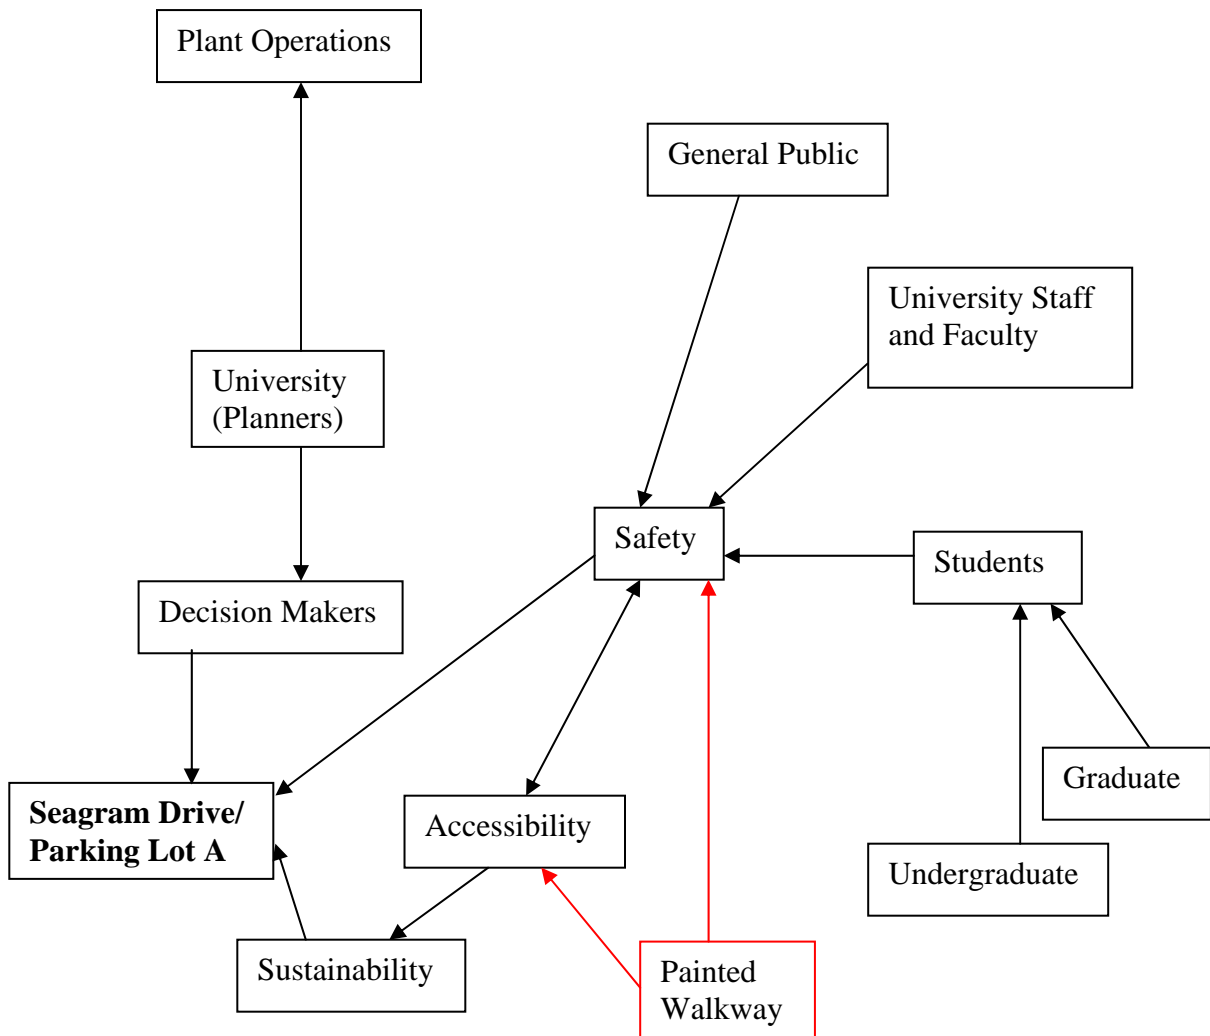 Plant Operations
General Public
University Staff
and Faculty
University
(Planners)
Safety
Students
Decision Makers
Graduate
Seagram Drive/
Parking Lot A
Accessibility
Undergraduate
Sustainability
Painted
Walkway